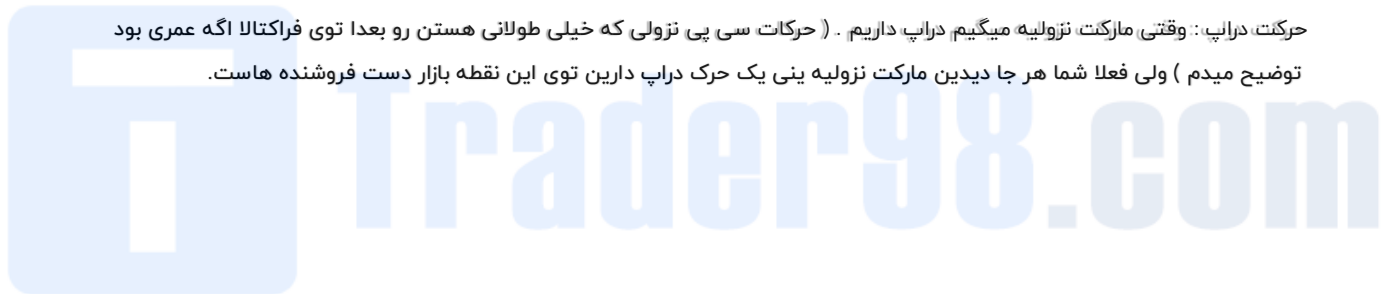 حرکت دراپ :: وقتی مارکت نزولیه میگیم دراپ داریم . ( حرکات سی پی نزولی که خیلی طولانی هستن رو بعدا توی فراکتالا اگه عمری بود
توضیح میدم ) ولی فعلا شما هر جا دیدین مارکت نزولیه ینی یک حرک دراپ دارین توی این نقطه بازار دست فروشنده هاست.
Trader98.com